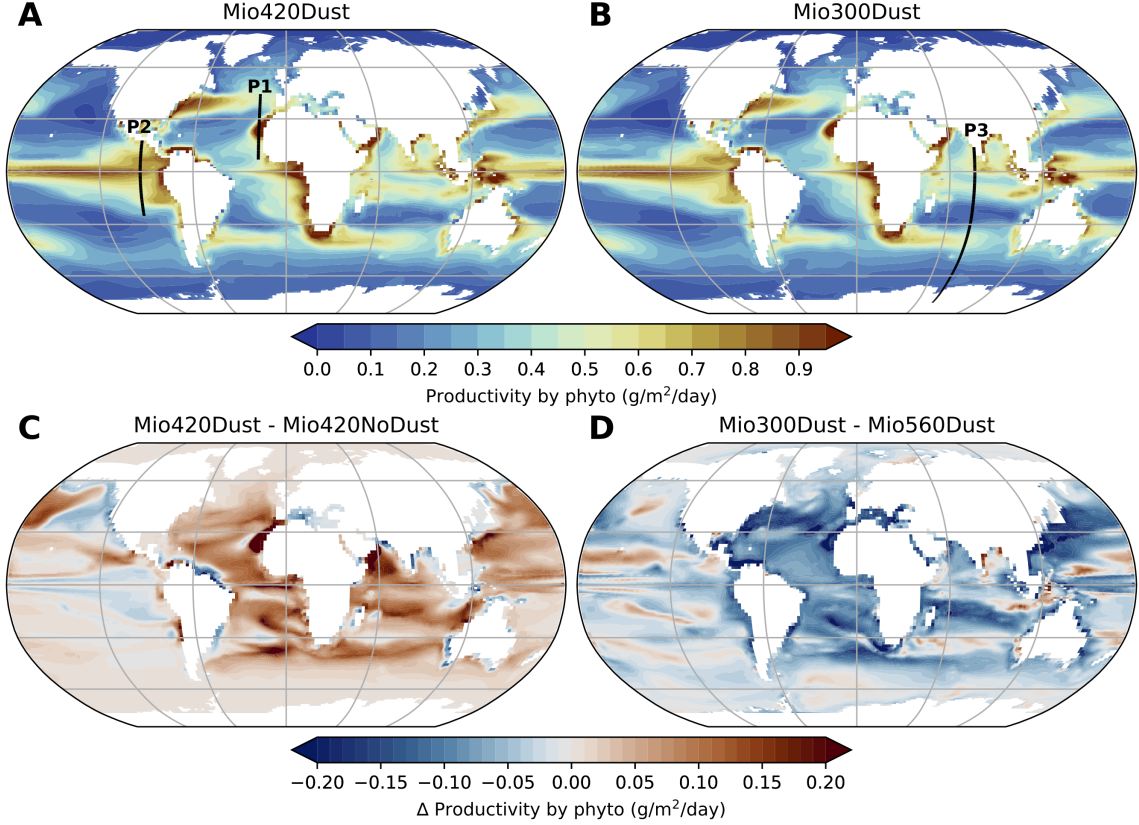 A Mio420Dust
B Mio300Dust
P1
P2
P3
0.0 0.1 0.2 0.3 0.4 0.5 0.6 0.7 0.8 0.9
Productivity by phyto (g/m²/day)
C Mio420Dust - Mio420NoDust
D Mio300Dust - Mio560Dust
−0.20 −0.15 −0.10 −0.05 0.00 0.05 0.10 0.15 0.20
Δ Productivity by phyto (g/m²/day)